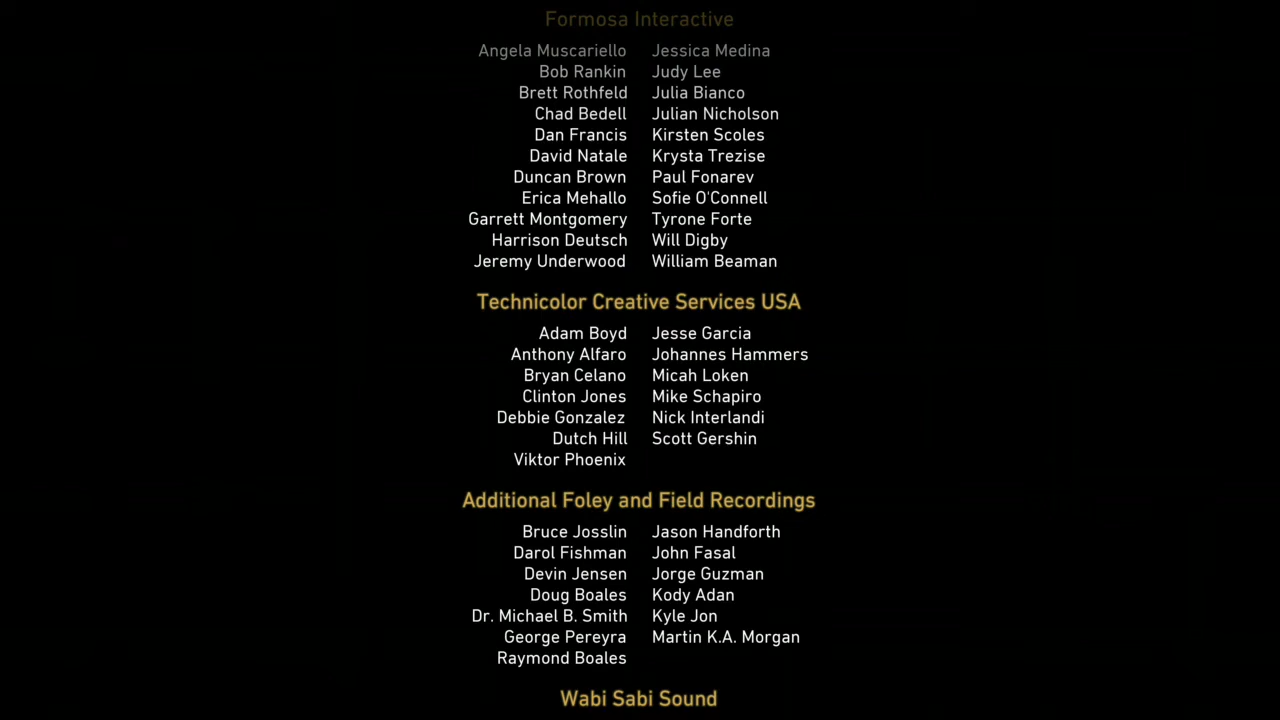 Formosa Interactive
Angela Muscariello Jessica Medina
Bob Rankin Judy Lee
Brett Rothfeld Julia Bianco
Chad Bedell Julian Nicholson
Dan Francis Kirsten Scoles
David Natale Krysta Trezise
Duncan Brown Paul Fonarev
Erica Mehallo Sofie O'Connell
Garrett Montgomery Tyrone Forte
Harrison Deutsch Will Digby
Jeremy Underwood William Beaman
Technicolor Creative Services USA
Adam Boyd Jesse Garcia
Anthony Alfaro Johannes Hammers
Bryan Celano Micah Loken
Clinton Jones Mike Schapiro
Debbie Gonzalez Nick Interlandi
Dutch Hill Scott Gershin
Viktor Phoenix
Additional Foley and Field Recordings
Bruce Josslin Jason Handforth
Darol Fishman John Fasal
Devin Jensen Jorge Guzman
Doug Boales Kody Adan
Dr. Michael B. Smith Kyle Jon
George Pereyra Martin K.A. Morgan
Raymond Boales
Wabi Sabi Sound